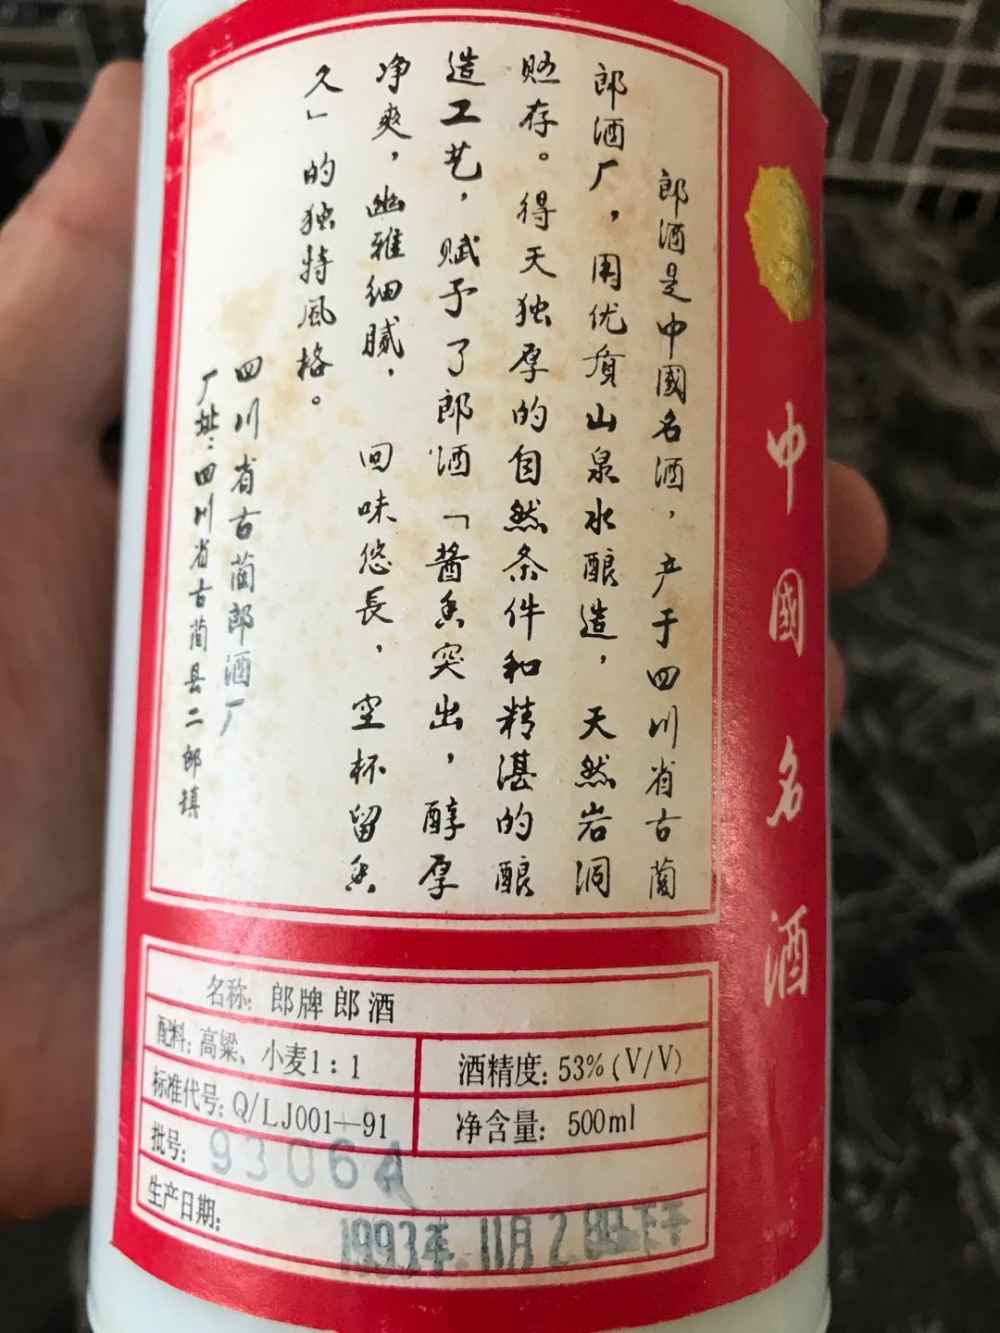 中國名酒
郎酒是中國名酒，产于四川省古蔺
郎酒厂，用优质山泉水酿造，天然岩洞
贮存。得天独厚的自然条件和精湛的酿
造工艺，赋予了郎酒「酱香突出，醇厚
净爽，幽雅细腻，回味悠長，空杯留香
久」的独特風格。
四川省古蔺郎酒厂
厂址：四川省古蔺县二郎镇
名称：郎牌郎酒
配料：高粱、小麦1：1
酒精度：53%(V/V)
标准代号：Q/LJ001—91
净含量：500ml
批号：9306A
生产日期：1993年11月2